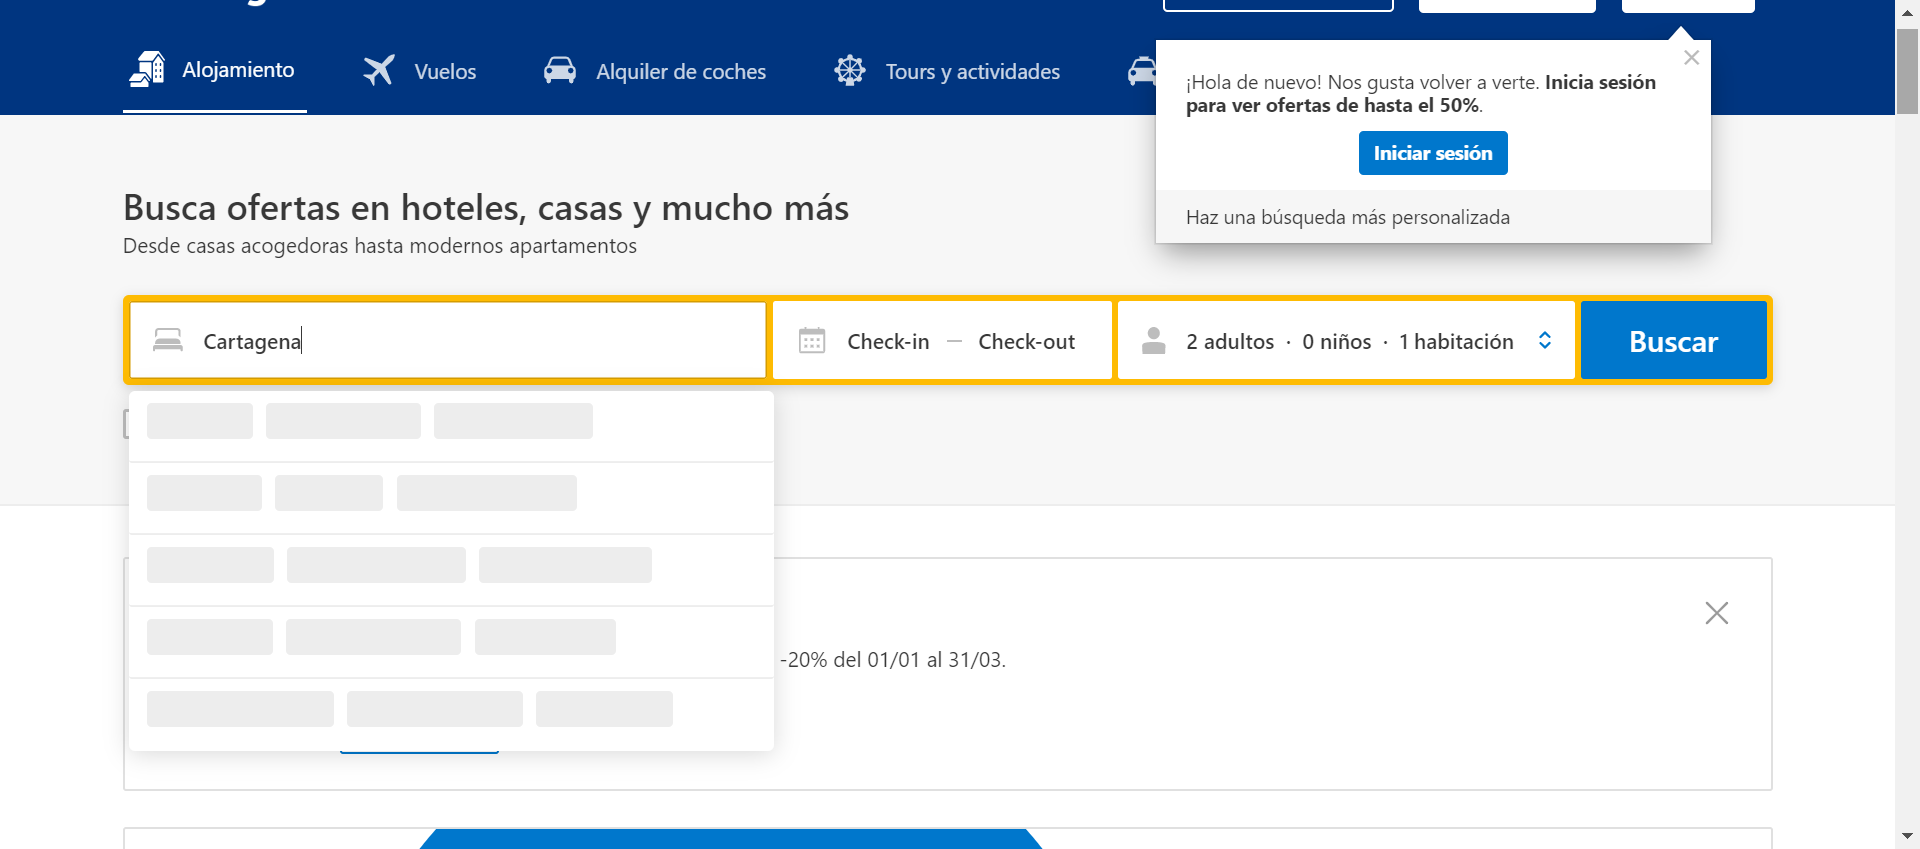 Alojamiento
Vuelos
Alquiler de coches
Tours y actividades
¡Hola de nuevo! Nos gusta volver a verte. Inicia sesión
para ver ofertas de hasta el 50%.
Iniciar sesión
Haz una búsqueda más personalizada
Busca ofertas en hoteles, casas y mucho más
Desde casas acogedoras hasta modernos apartamentos
Cartagena
Check-in — Check-out
2 adultos · 0 niños · 1 habitación
Buscar
-20% del 01/01 al 31/03.